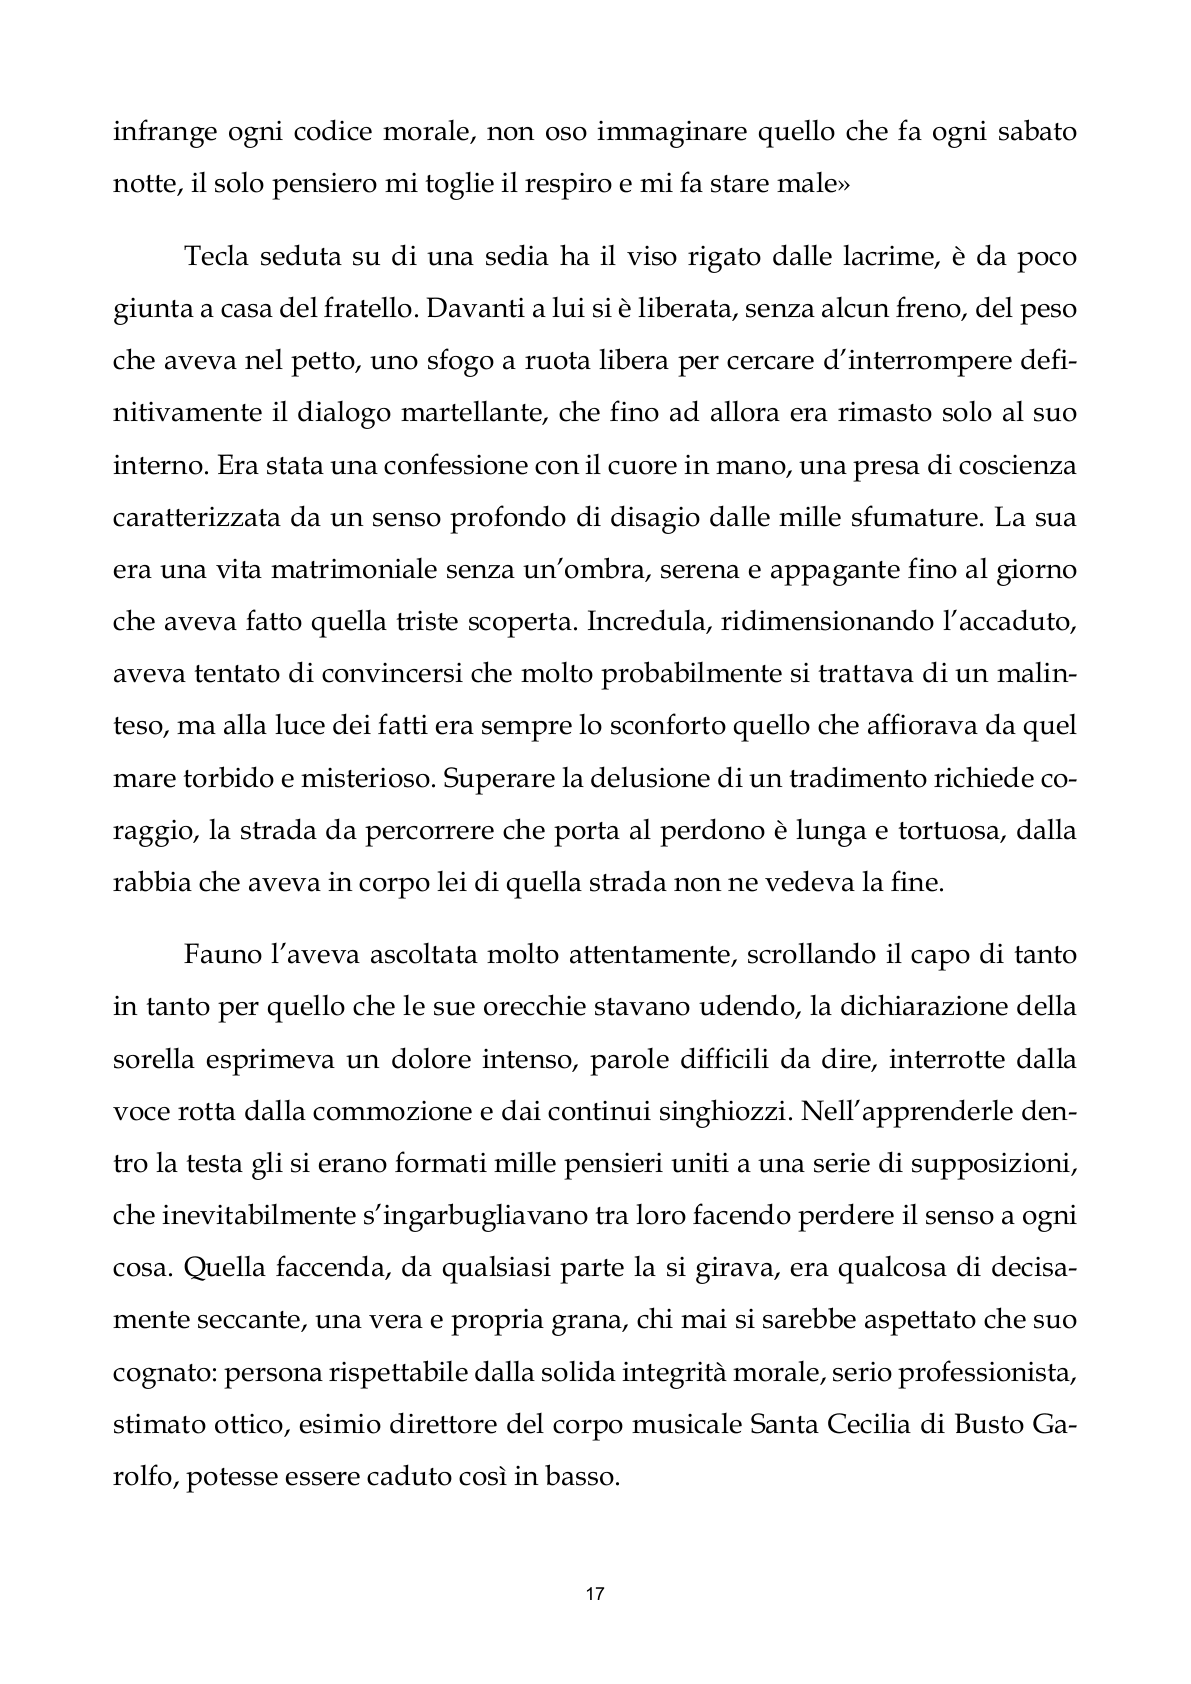 infrange ogni codice morale, non oso immaginare quello che fa ogni sabato
notte, il solo pensiero mi toglie il respiro e mi fa stare male»
Tecla seduta su di una sedia ha il viso rigato dalle lacrime, è da poco
giunta a casa del fratello. Davanti a lui si è liberata, senza alcun freno, del peso
che aveva nel petto, uno sfogo a ruota libera per cercare d’interrompere defi-
nitivamente il dialogo martellante, che fino ad allora era rimasto solo al suo
interno. Era stata una confessione con il cuore in mano, una presa di coscienza
caratterizzata da un senso profondo di disagio dalle mille sfumature. La sua
era una vita matrimoniale senza un’ombra, serena e appagante fino al giorno
che aveva fatto quella triste scoperta. Incredula, ridimensionando l’accaduto,
aveva tentato di convincersi che molto probabilmente si trattava di un malin-
teso, ma alla luce dei fatti era sempre lo sconforto quello che affiorava da quel
mare torbido e misterioso. Superare la delusione di un tradimento richiede co-
raggio, la strada da percorrere che porta al perdono è lunga e tortuosa, dalla
rabbia che aveva in corpo lei di quella strada non ne vedeva la fine.
Fauno l’aveva ascoltata molto attentamente, scrollando il capo di tanto
in tanto per quello che le sue orecchie stavano udendo, la dichiarazione della
sorella esprimeva un dolore intenso, parole difficili da dire, interrotte dalla
voce rotta dalla commozione e dai continui singhiozzi. Nell’apprenderle den-
tro la testa gli si erano formati mille pensieri uniti a una serie di supposizioni,
che inevitabilmente s’ingarbugliavano tra loro facendo perdere il senso a ogni
cosa. Quella faccenda, da qualsiasi parte la si girava, era qualcosa di decisa-
mente seccante, una vera e propria grana, chi mai si sarebbe aspettato che suo
cognato: persona rispettabile dalla solida integrità morale, serio professionista,
stimato ottico, esimio direttore del corpo musicale Santa Cecilia di Busto Ga-
rolfo, potesse essere caduto così in basso.
17